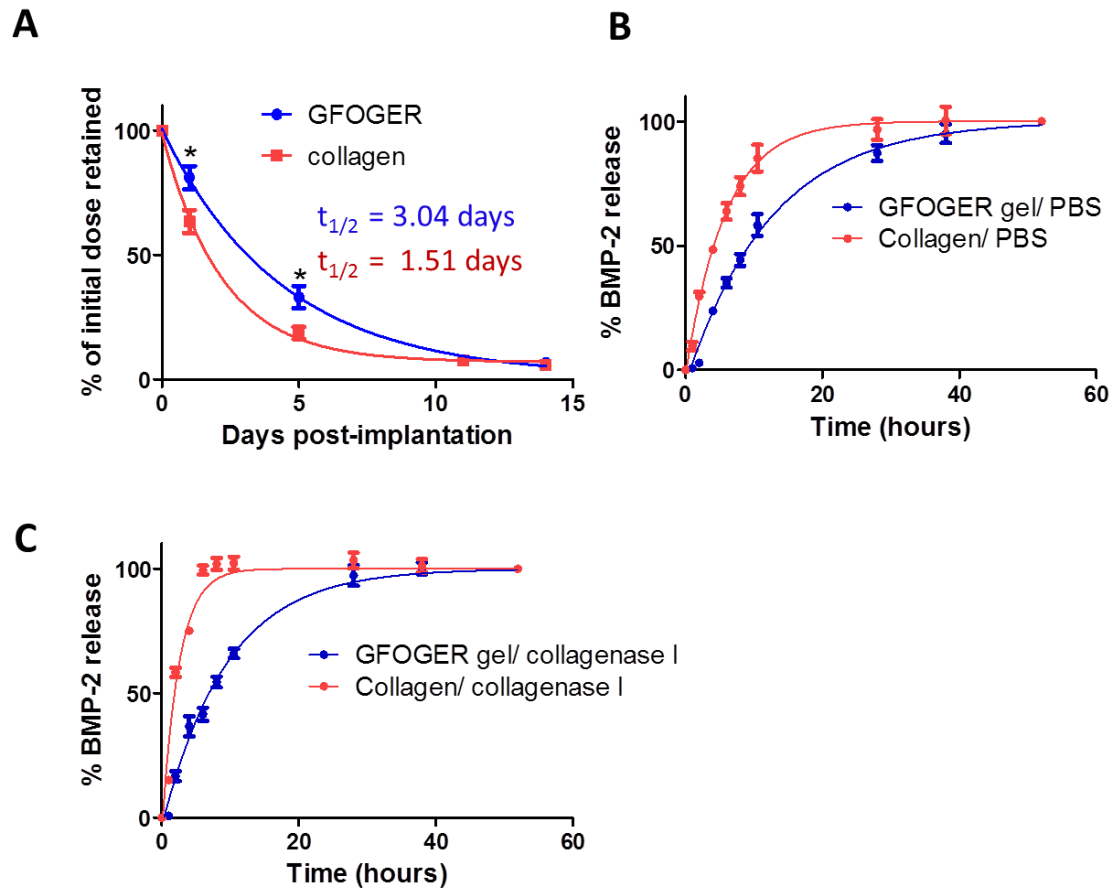 A
% of initial dose retained
100
50
0
GFOGER
collagen
*
*
t1/2 = 3.04 days
t1/2 = 1.51 days
0
5
10
15
Days post-implantation
B
% BMP-2 release
100
50
0
GFOGER gel/ PBS
Collagen/ PBS
0
20
40
60
Time (hours)
C
% BMP-2 release
100
50
0
GFOGER gel/ collagenase I
Collagen/ collagenase I
0
20
40
60
Time (hours)